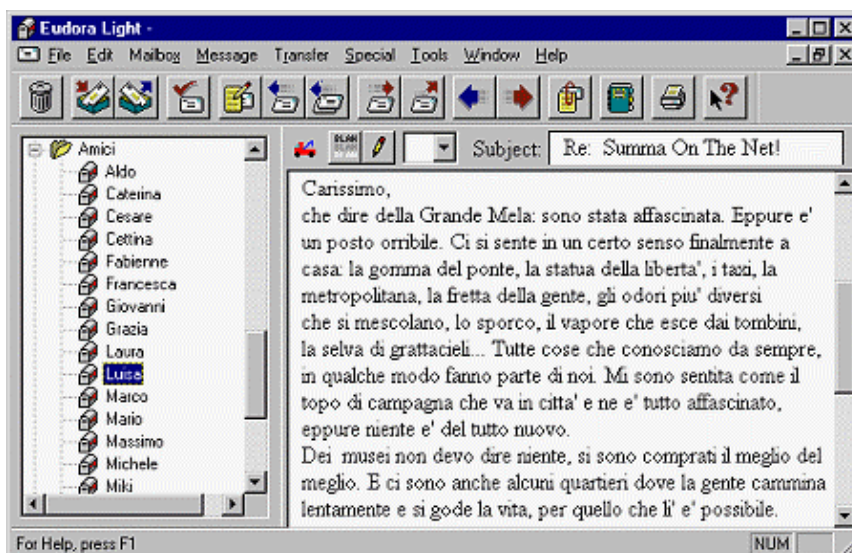 Eudora Light -
File Edit Mailbox Message Transfer Special Tools Window Help
Amici
Aldo
Caterina
Cesare
Cettina
Fabienne
Francesca
Giovanni
Grazia
Laura
Luisa
Marco
Mario
Massimo
Michele
Miki
BLAH
Subject: Re: Summa On The Net!
Carissimo,
che dire della Grande Mela: sono stata affascinata. Eppure e'
un posto orribile. Ci si sente in un certo senso finalmente a
casa: la gomma del ponte, la statua della liberta', i taxi, la
metropolitana, la fretta della gente, gli odori piu' diversi
che si mescolano, lo sporco, il vapore che esce dai tombini,
la selva di grattacieli... Tutte cose che conosciamo da sempre,
in qualche modo fanno parte di noi. Mi sono sentita come il
topo di campagna che va in citta' e ne e' tutto affascinato,
eppure niente e' del tutto nuovo.
Dei musei non devo dire niente, si sono comprati il meglio del
meglio. E ci sono anche alcuni quartieri dove la gente cammina
lentamente e si gode la vita, per quello che li' e' possibile.
For Help, press F1
NUM